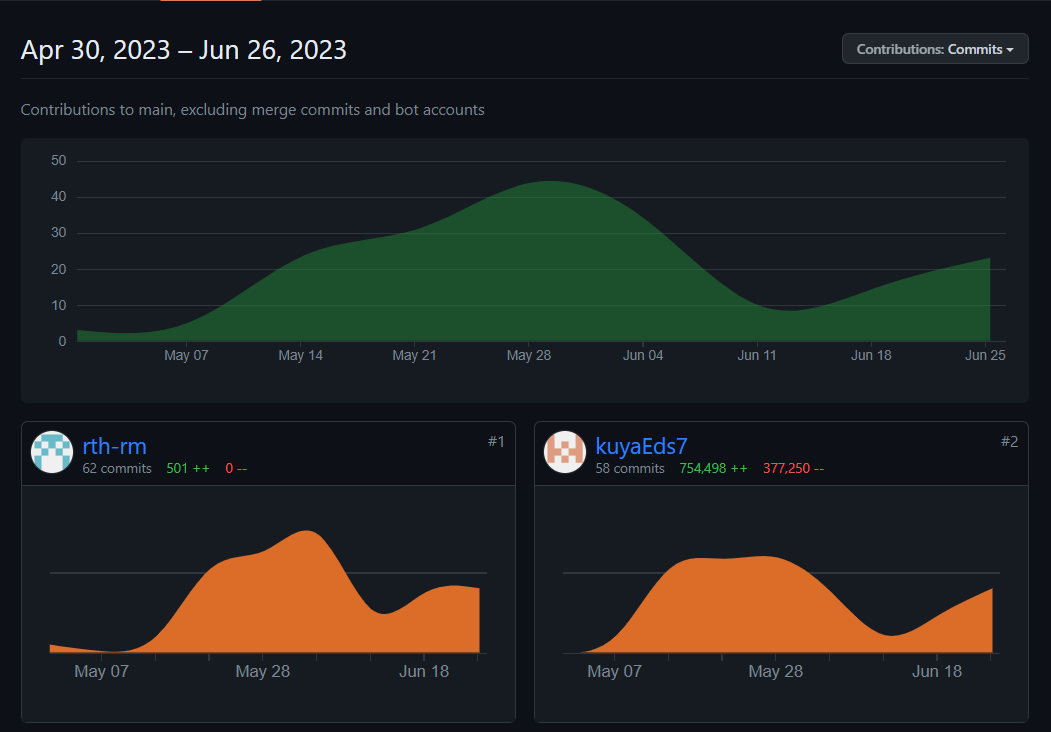 Apr 30, 2023 – Jun 26, 2023
Contributions: Commits
Contributions to main, excluding merge commits and bot accounts
50
40
30
20
10
0
May 07 May 14 May 21 May 28 Jun 04 Jun 11 Jun 18 Jun 25
rth-rm #1
62 commits 501 ++ 0 --
May 07 May 28 Jun 18
kuyaEds7 #2
58 commits 754,498 ++ 377,250 --
May 07 May 28 Jun 18